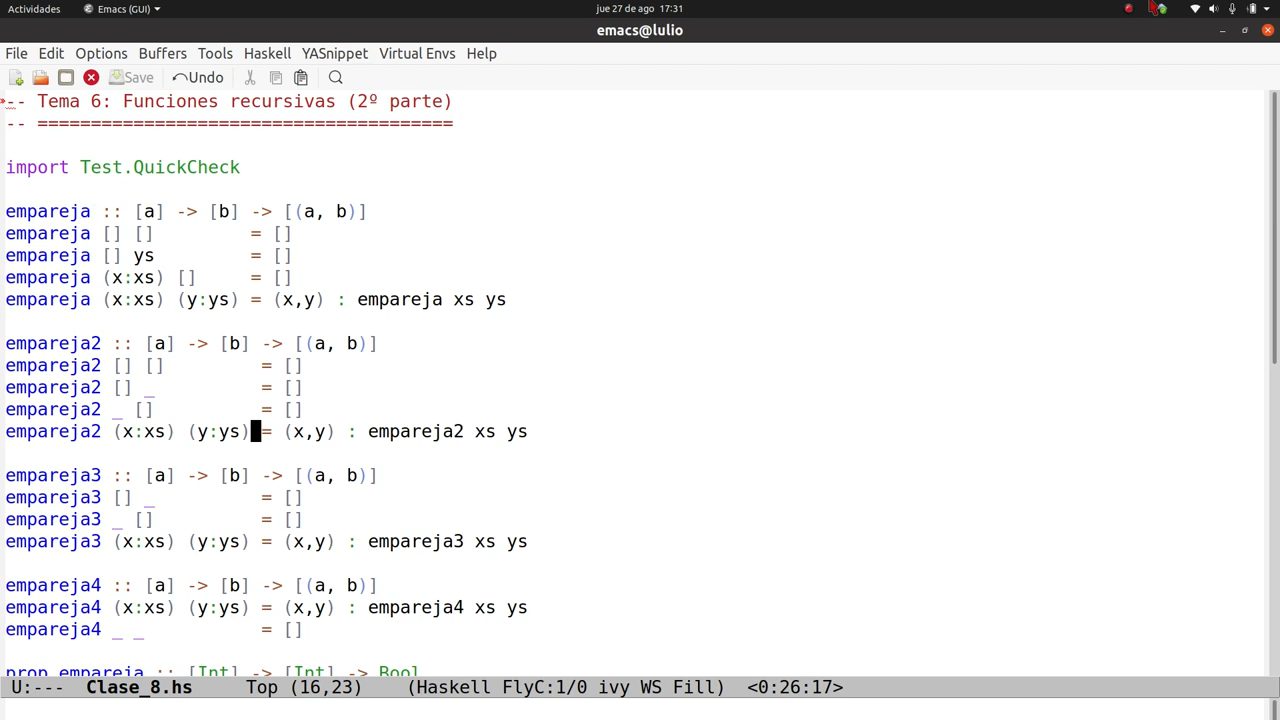 Actividades Emacs (GUI) jue 27 de ago 17:31
emacs@lulio
File Edit Options Buffers Tools Haskell YASnippet Virtual Envs Help
Save Undo
-- Tema 6: Funciones recursivas (2º parte)
-- =======================================
import Test.QuickCheck
empareja :: [a] -> [b] -> [(a, b)]
empareja [] []         = []
empareja [] ys         = []
empareja (x:xs) []     = []
empareja (x:xs) (y:ys) = (x,y) : empareja xs ys
empareja2 :: [a] -> [b] -> [(a, b)]
empareja2 [] []         = []
empareja2 [] _          = []
empareja2 _ []          = []
empareja2 (x:xs) (y:ys) = (x,y) : empareja2 xs ys
empareja3 :: [a] -> [b] -> [(a, b)]
empareja3 [] _          = []
empareja3 _ []          = []
empareja3 (x:xs) (y:ys) = (x,y) : empareja3 xs ys
empareja4 :: [a] -> [b] -> [(a, b)]
empareja4 (x:xs) (y:ys) = (x,y) : empareja4 xs ys
empareja4 _ _           = []
prop_empareja :: [Int] -> [Int] -> Bool
U:--- Clase_8.hs Top (16,23) (Haskell FlyC:1/0 ivy WS Fill) <0:26:17>